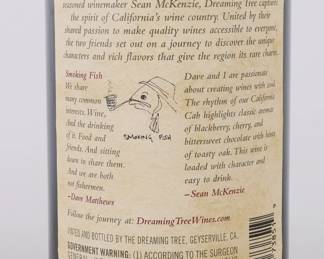 seasoned winemaker Sean McKenzie, Dreaming Tree captures
the spirit of California's wine country. United by their
shared passion to make quality wines accessible to everyone,
the two friends set out on a journey to discover the unique
characters and rich flavors that give the region its rare charm.
Smoking Fish
We share
many common
interests. Wine,
And the drinking
of it. Food and
friends. And sitting
down to share them.
And we are both
not fishermen.
–Dave Matthews
SMOKING FISH
Dave and I are passionate
about creating wines with soul.
The rhythm of our California
Cab highlights classic aromas
of blackberry, cherry, and
bittersweet chocolate with hints
of toasty oak. This wine is
loaded with character and
easy to drink.
–Sean McKenzie
Follow the journey at: DreamingTreeWines.com
VINTED AND BOTTLED BY THE DREAMING TREE, GEYSERVILLE, CA.
GOVERNMENT WARNING: (1) ACCORDING TO THE SURGEON